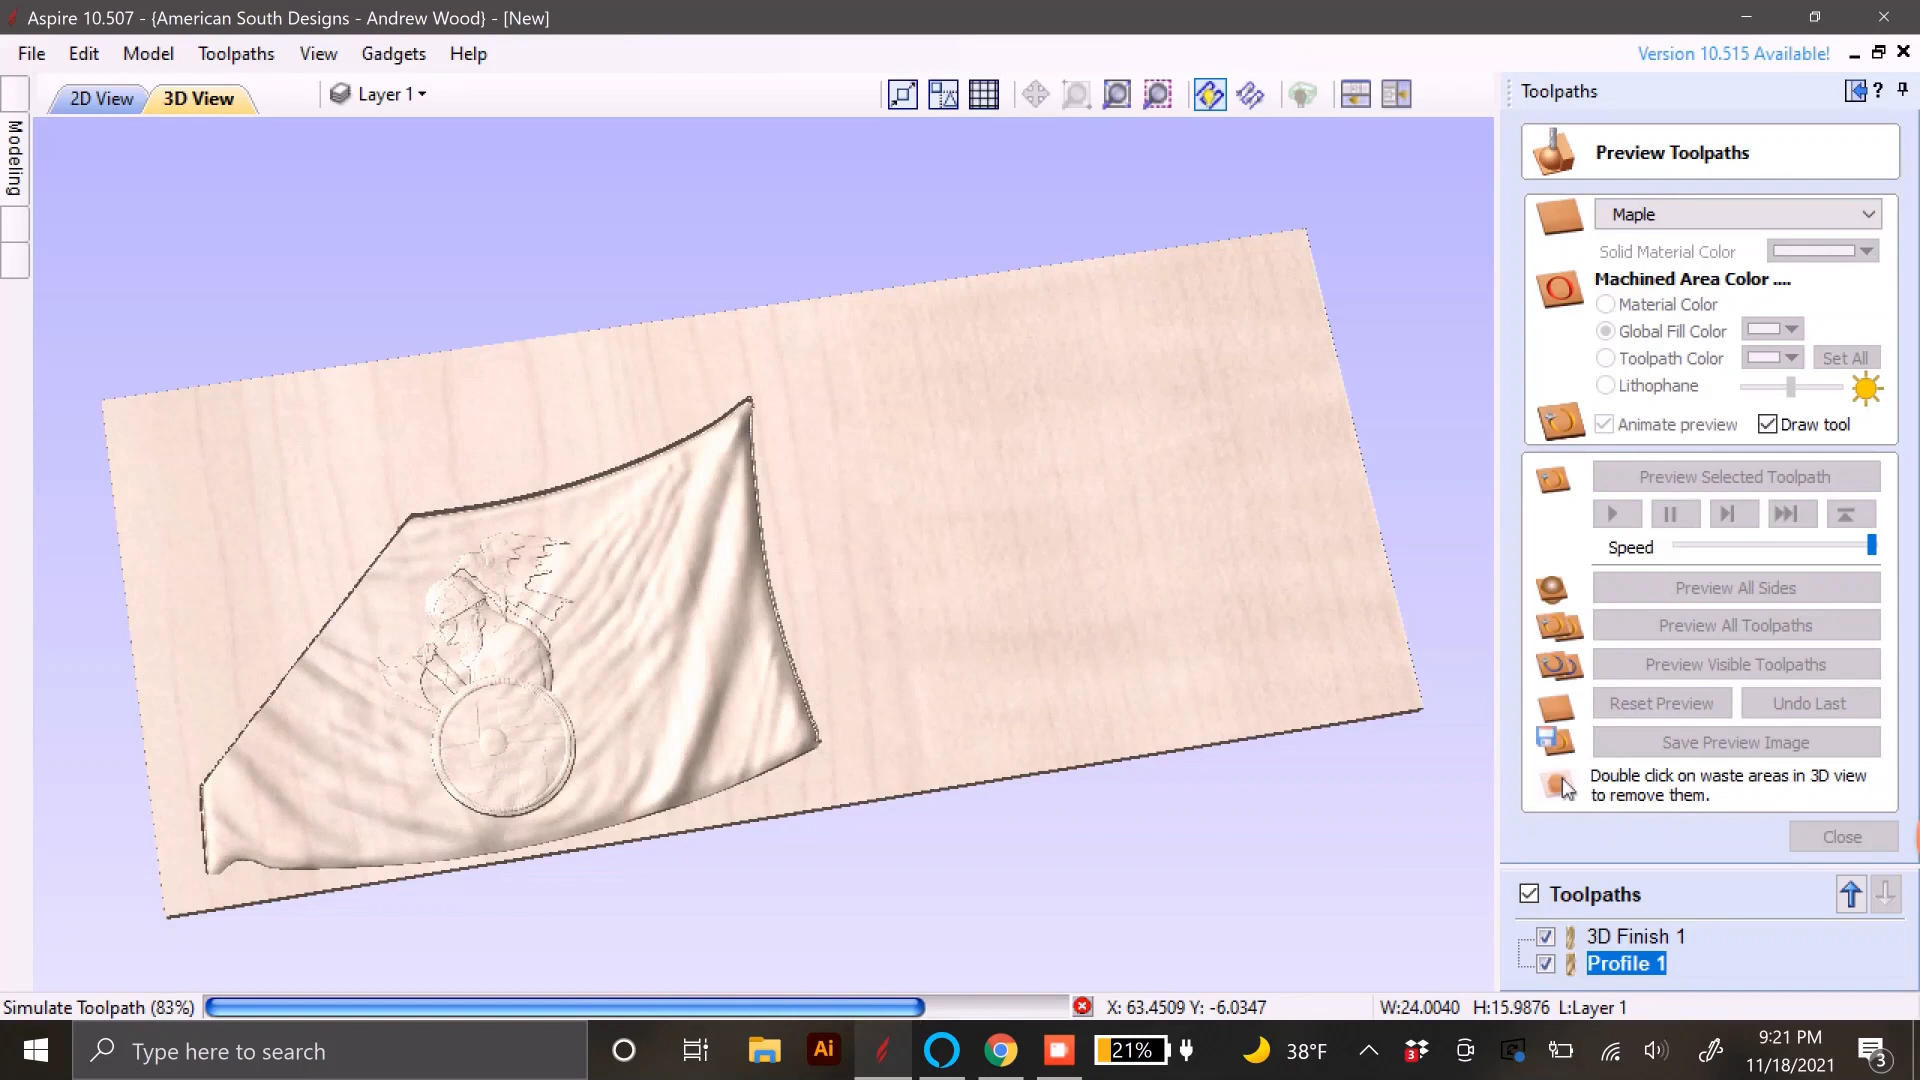 Aspire 10.507 - {American South Designs - Andrew Wood} - [New]
File Edit Model Toolpaths View Gadgets Help
Version 10.515 Available!
2D View 3D View
Layer 1
Modeling
Toolpaths
Preview Toolpaths
Maple
Solid Material Color
Machined Area Color ....
Material Color
Global Fill Color
Toolpath Color Set All
Lithophane
Animate preview Draw tool
Preview Selected Toolpath
Speed
Preview All Sides
Preview All Toolpaths
Preview Visible Toolpaths
Reset Preview Undo Last
Save Preview Image
Double click on waste areas in 3D view
to remove them.
Close
Toolpaths
3D Finish 1
Profile 1
Simulate Toolpath (83%) X: 63.4509 Y: -6.0347 W:24.0040 H:15.9876 L:Layer 1
Type here to search
Ai
21%
38°F
3
9:21 PM
11/18/2021
3